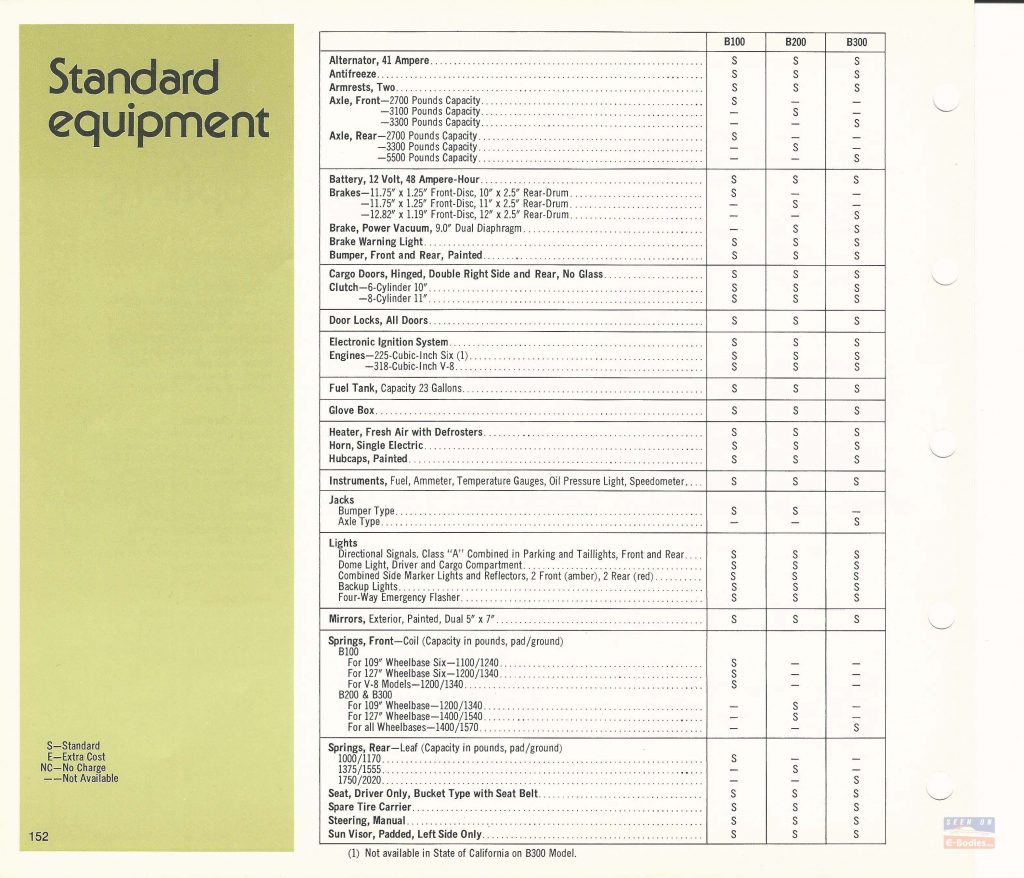 Standard
equipment
S—Standard
E—Extra Cost
NC—No Charge
——Not Available
152
B100 B200 B300
Alternator, 41 Ampere S S S
Antifreeze S S S
Armrests, Two S S S
Axle, Front—2700 Pounds Capacity S — —
—3100 Pounds Capacity — S —
—3300 Pounds Capacity — — S
Axle, Rear—2700 Pounds Capacity S — —
—3300 Pounds Capacity — S —
—5500 Pounds Capacity — — S
Battery, 12 Volt, 48 Ampere-Hour S S S
Brakes—11.75" x 1.25" Front-Disc, 10" x 2.5" Rear-Drum S — —
—11.75" x 1.25" Front-Disc, 11" x 2.5" Rear-Drum — S —
—12.82" x 1.19" Front-Disc, 12" x 2.5" Rear-Drum — — S
Brake, Power Vacuum, 9.0" Dual Diaphragm — S S
Brake Warning Light S S S
Bumper, Front and Rear, Painted S S S
Cargo Doors, Hinged, Double Right Side and Rear, No Glass S S S
Clutch—6-Cylinder 10" S S S
—8-Cylinder 11" S S S
Door Locks, All Doors S S S
Electronic Ignition System S S S
Engines—225-Cubic-Inch Six (1) S S S
—318-Cubic-Inch V-8 S S S
Fuel Tank, Capacity 23 Gallons S S S
Glove Box S S S
Heater, Fresh Air with Defrosters S S S
Horn, Single Electric S S S
Hubcaps, Painted S S S
Instruments, Fuel, Ammeter, Temperature Gauges, Oil Pressure Light, Speedometer S S S
Jacks
Bumper Type S S —
Axle Type — — S
Lights
Directional Signals. Class "A" Combined in Parking and Taillights, Front and Rear S S S
Dome Light, Driver and Cargo Compartment S S S
Combined Side Marker Lights and Reflectors, 2 Front (amber), 2 Rear (red) S S S
Backup Lights S S S
Four-Way Emergency Flasher S S S
Mirrors, Exterior, Painted, Dual 5" x 7" S S S
Springs, Front—Coil (Capacity in pounds, pad/ground)
B100
For 109" Wheelbase Six—1100/1240 S — —
For 127" Wheelbase Six—1200/1340 S — —
For V-8 Models—1200/1340 S — —
B200 & B300
For 109" Wheelbase—1200/1340 — S —
For 127" Wheelbase—1400/1540 — S —
For all Wheelbases—1400/1570 — — S
Springs, Rear—Leaf (Capacity in pounds, pad/ground)
1000/1170 S — —
1375/1555 — S —
1750/2020 — — S
Seat, Driver Only, Bucket Type with Seat Belt S S S
Spare Tire Carrier S S S
Steering, Manual S S S
Sun Visor, Padded, Left Side Only S S S
(1) Not available in State of California on B300 Model.
SEEN ON
E-Bodies